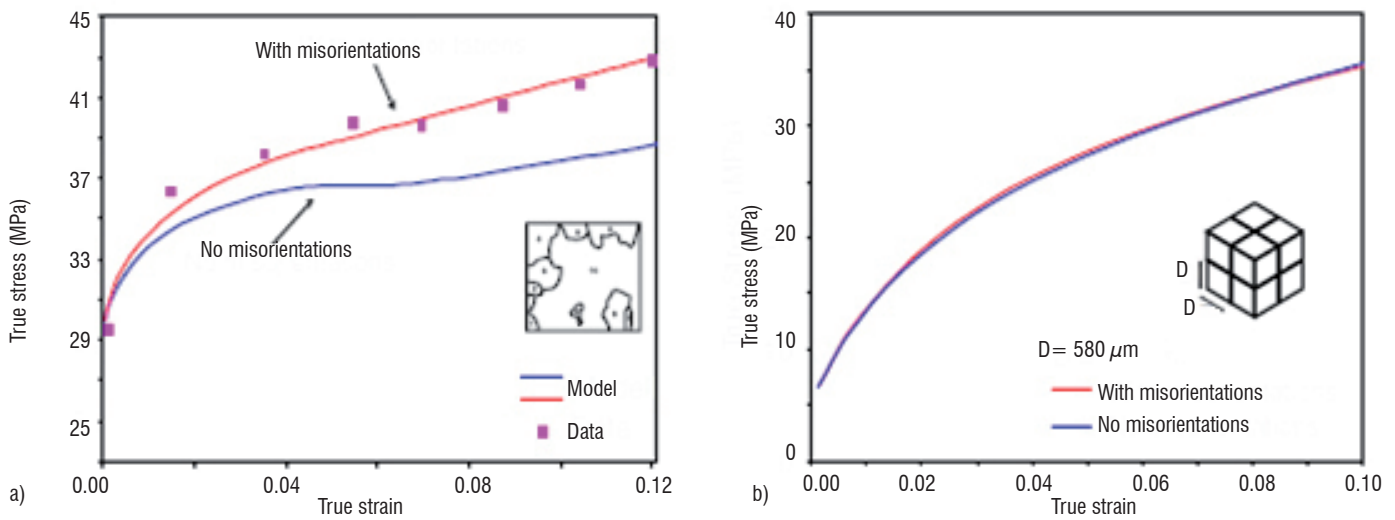 45
41
37
33
29
25
True stress (MPa)
With misorientations
No misorientations
Model
Data
0.00
0.04
0.08
0.12
True strain
a)
40
30
20
10
0
True stress (MPa)
D
D
D= 580 µm
With misorientations
No misorientations
0.00
0.02
0.04
0.06
0.08
0.10
True strain
b)